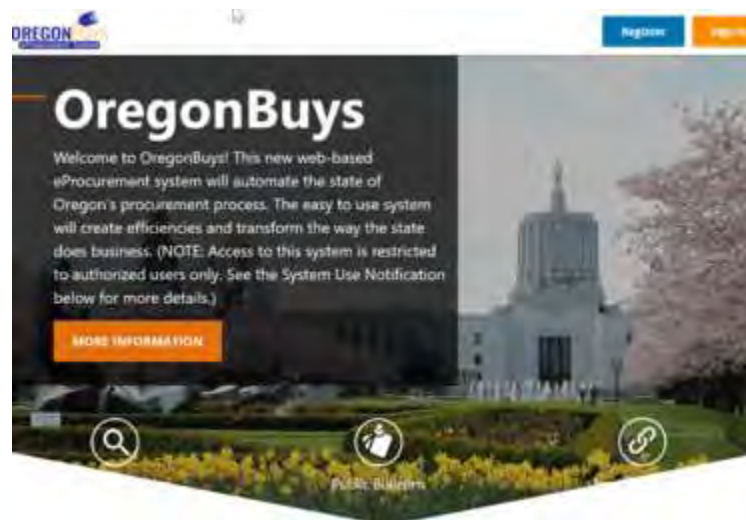 OREGON
Register
OregonBuys
Welcome to OregonBuys! This new web-based
eProcurement system will automate the state of
Oregon's procurement process. The easy to use system
will create efficiencies and transform the way the state
does business. (NOTE: Access to this system is restricted
to authorized users only. See the System Use Notification
below for more details.)
MORE INFORMATION
Public Bulletins